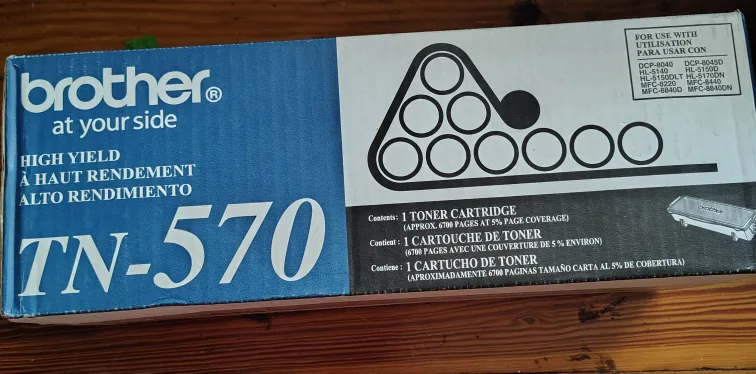 brother®
at your side
HIGH YIELD
À HAUT RENDEMENT
ALTO RENDIMIENTO
TN-570
FOR USE WITH
UTILISATION
PARA USAR CON
DCP-8040 DCP-8045D
HL-5140 HL-5150D
HL-5150DLT HL-5170DN
MFC-8220 MFC-8440
MFC-8840D MFC-8840DN
Contents: 1 TONER CARTRIDGE
(APPROX. 6700 PAGES AT 5% PAGE COVERAGE)
Contient : 1 CARTOUCHE DE TONER
(6700 PAGES AVEC UNE COUVERTURE DE 5 % ENVIRON)
Contiene : 1 CARTUCHO DE TONER
(APROXIMADAMENTE 6700 PAGINAS TAMAÑO CARTA AL 5% DE COBERTURA)
brother